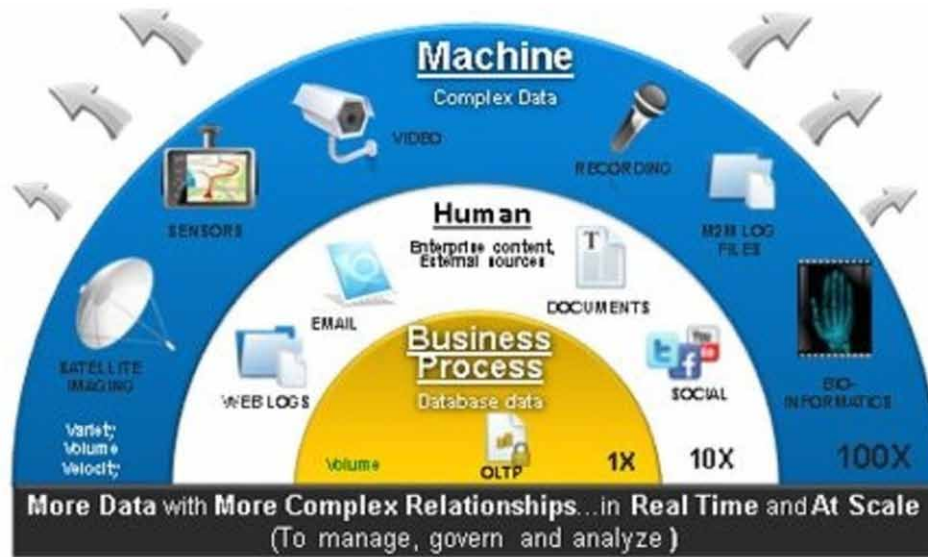 Machine
Complex Data
VIDEO
RECORDING
SENSORS
M2M LOG
FILES
SATELLITE
IMAGING
BIO-
INFORMATICS
Variety,
Volume
Velocity,
100X
Human
Enterprise content,
External sources
T
EMAIL
DOCUMENTS
WEB LOGS
You
SOCIAL
10X
Business
Process
Database data
OLTP
Volume
1X
More Data with More Complex Relationships...in Real Time and At Scale
(To manage, govern and analyze )